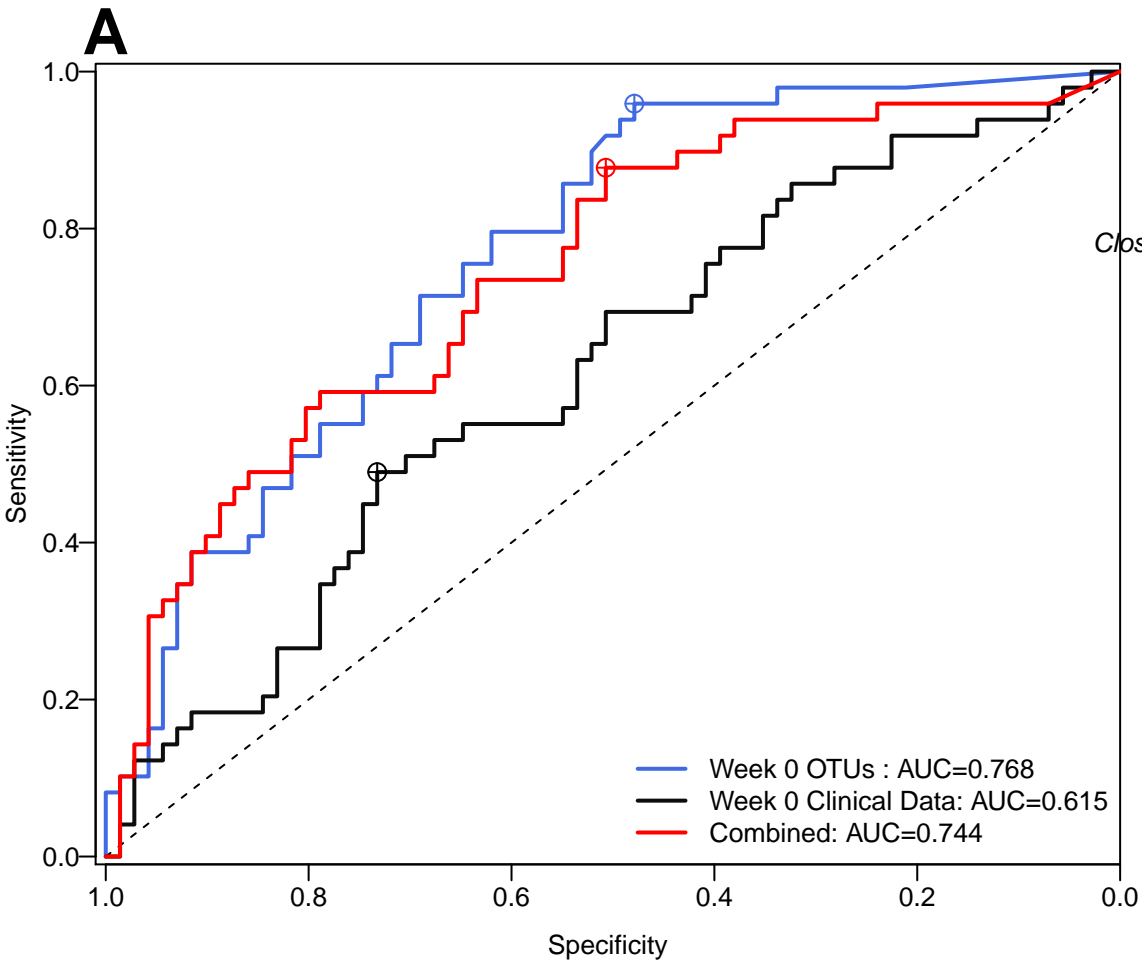 A
1.0
0.8
0.6
0.4
0.2
0.0
Sensitivity
Clos
Week 0 OTUs : AUC=0.768
Week 0 Clinical Data: AUC=0.615
Combined: AUC=0.744
1.0 0.8 0.6 0.4 0.2 0.0
Specificity